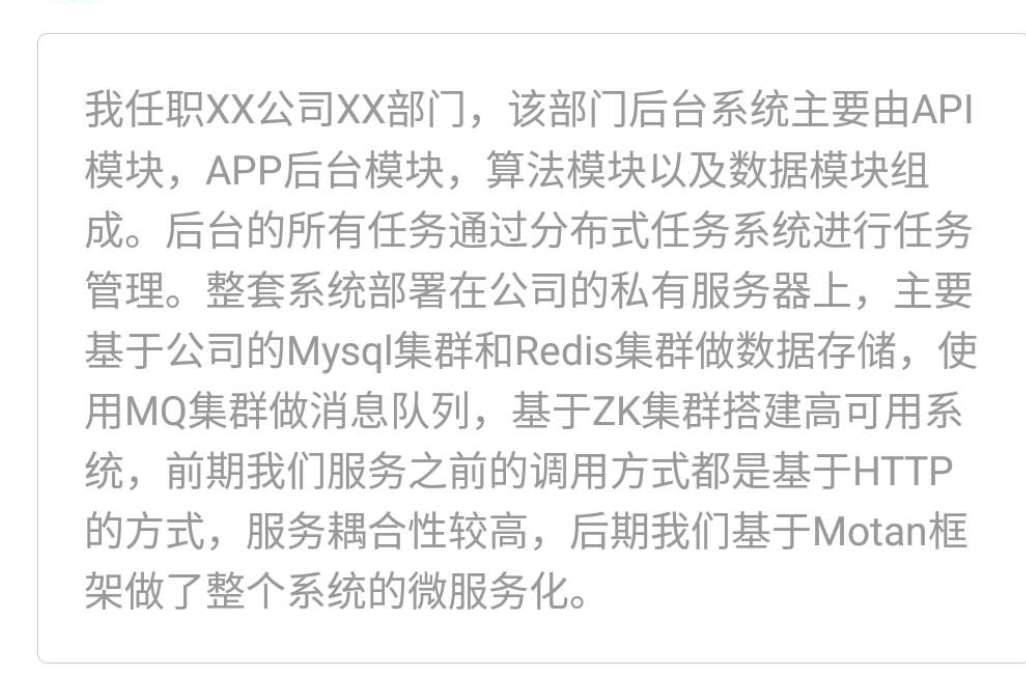 我任职XX公司XX部门，该部门后台系统主要由API
模块，APP后台模块，算法模块以及数据模块组
成。后台的所有任务通过分布式任务系统进行任务
管理。整套系统部署在公司的私有服务器上，主要
基于公司的Mysql集群和Redis集群做数据存储，使
用MQ集群做消息队列，基于ZK集群搭建高可用系
统，前期我们服务之前的调用方式都是基于HTTP
的方式，服务耦合性较高，后期我们基于Motan框
架做了整个系统的微服务化。